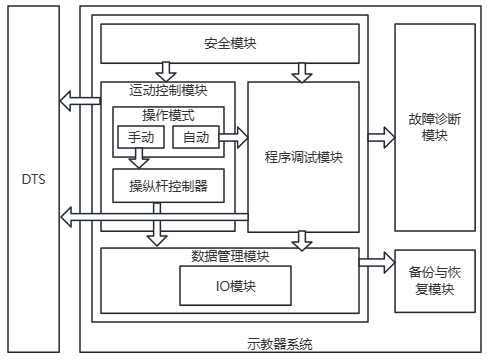 安全模块
运动控制模块
操作模式
手动
自动
操纵杆控制器
程序调试模块
故障诊断
模块
DTS
数据管理模块
IO模块
备份与恢
复模块
示教器系统